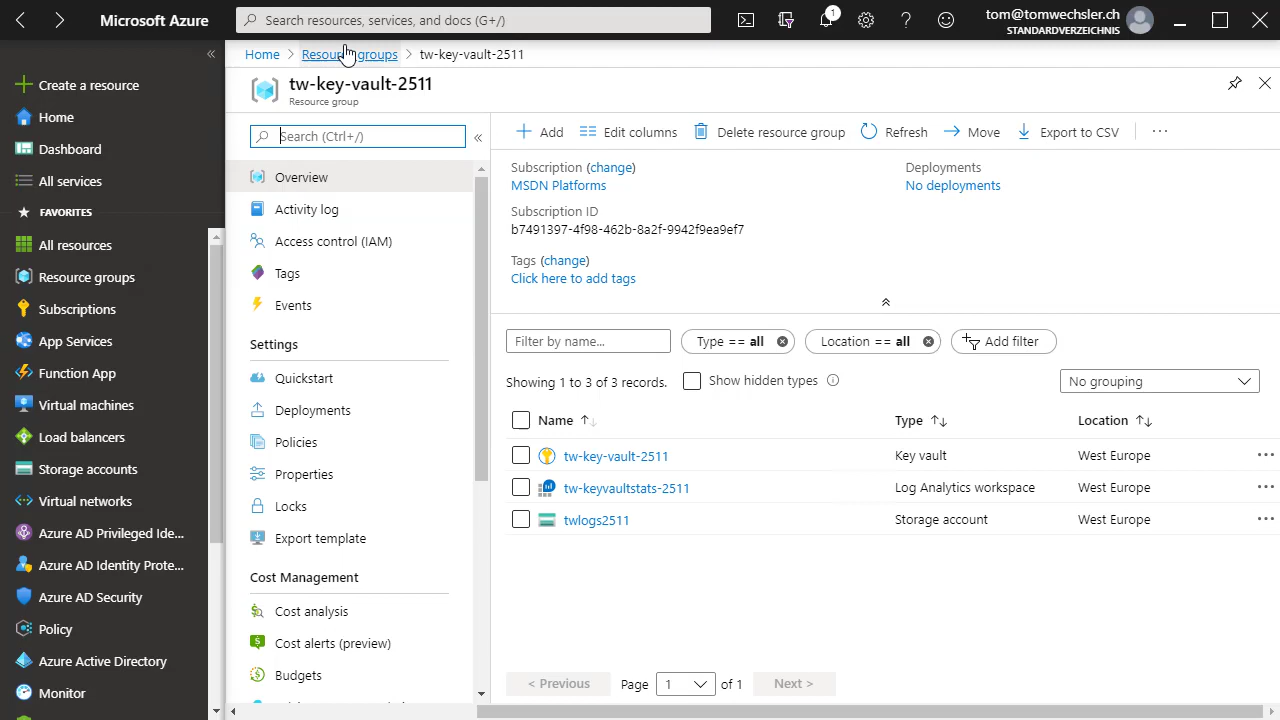 Microsoft Azure
Search resources, services, and docs (G+/)
1
tom@tomwechsler.ch
STANDARDVERZEICHNIS
«
Create a resource
Home
Dashboard
All services
FAVORITES
All resources
Resource groups
Subscriptions
App Services
Function App
Virtual machines
Load balancers
Storage accounts
Virtual networks
Azure AD Privileged Ide...
Azure AD Identity Prote...
Azure AD Security
Policy
Azure Active Directory
Monitor
Home > Resource groups > tw-key-vault-2511
tw-key-vault-2511
Resource group
Search (Ctrl+/)
«
Overview
Activity log
Access control (IAM)
Tags
Events
Settings
Quickstart
Deployments
Policies
Properties
Locks
Export template
Cost Management
Cost analysis
Cost alerts (preview)
Budgets
Add Edit columns Delete resource group Refresh Move Export to CSV ...
Subscription (change)
MSDN Platforms
Subscription ID
b7491397-4f98-462b-8a2f-9942f9ea9ef7
Tags (change)
Click here to add tags
Deployments
No deployments
Filter by name... Type == all Location == all Add filter
Showing 1 to 3 of 3 records. Show hidden types No grouping
Name Type Location
tw-key-vault-2511 Key vault West Europe ...
tw-keyvaultstats-2511 Log Analytics workspace West Europe ...
twlogs2511 Storage account West Europe ...
< Previous Page 1 of 1 Next >